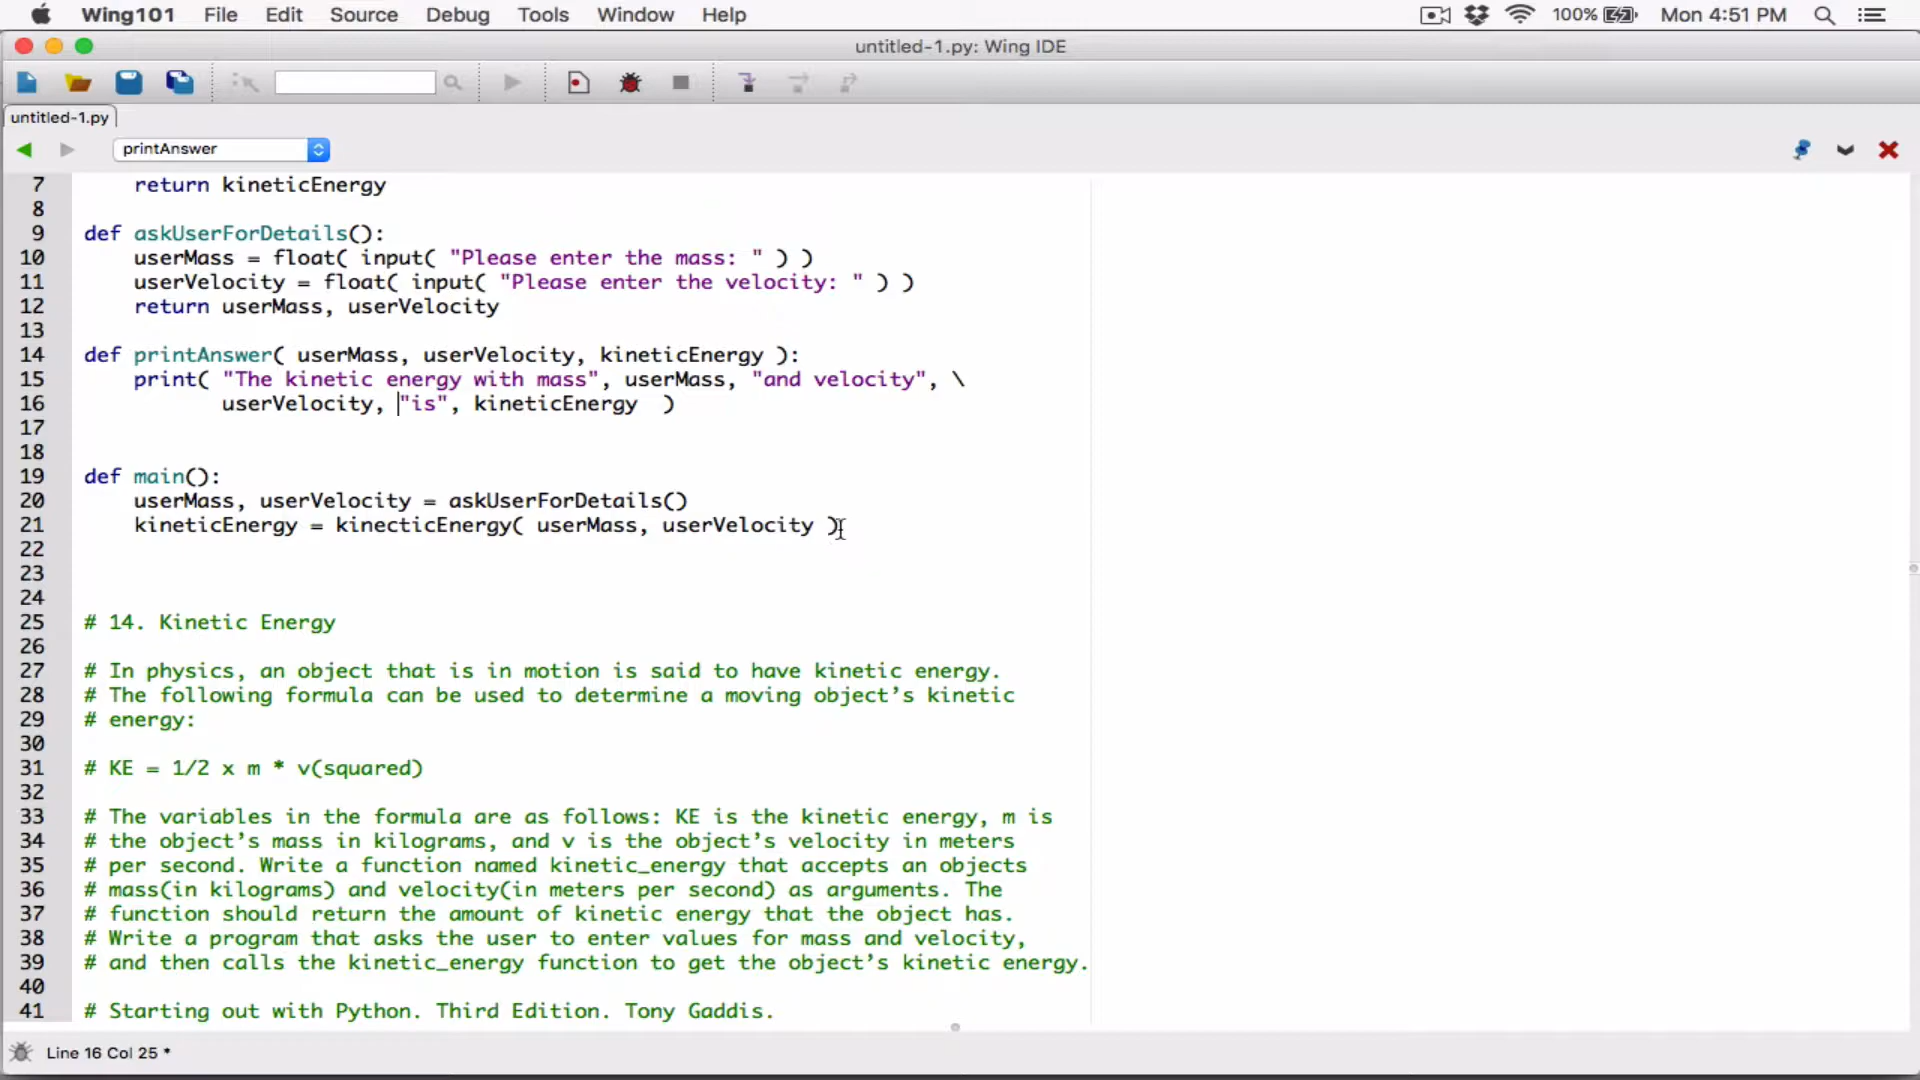 Wing101 File Edit Source Debug Tools Window Help 100% Mon 4:51 PM
untitled-1.py: Wing IDE
untitled-1.py
printAnswer
7 return kineticEnergy
8
9 def askUserForDetails():
10 userMass = float( input( "Please enter the mass: " ) )
11 userVelocity = float( input( "Please enter the velocity: " ) )
12 return userMass, userVelocity
13
14 def printAnswer( userMass, userVelocity, kineticEnergy ):
15 print( "The kinetic energy with mass", userMass, "and velocity", \
16 userVelocity, "is", kineticEnergy )
17
18
19 def main():
20 userMass, userVelocity = askUserForDetails()
21 kineticEnergy = kinecticEnergy( userMass, userVelocity )
22
23
24
25 # 14. Kinetic Energy
26
27 # In physics, an object that is in motion is said to have kinetic energy.
28 # The following formula can be used to determine a moving object’s kinetic
29 # energy:
30
31 # KE = 1/2 x m * v(squared)
32
33 # The variables in the formula are as follows: KE is the kinetic energy, m is
34 # the object’s mass in kilograms, and v is the object’s velocity in meters
35 # per second. Write a function named kinetic_energy that accepts an objects
36 # mass(in kilograms) and velocity(in meters per second) as arguments. The
37 # function should return the amount of kinetic energy that the object has.
38 # Write a program that asks the user to enter values for mass and velocity,
39 # and then calls the kinetic_energy function to get the object’s kinetic energy.
40
41 # Starting out with Python. Third Edition. Tony Gaddis.
Line 16 Col 25 *